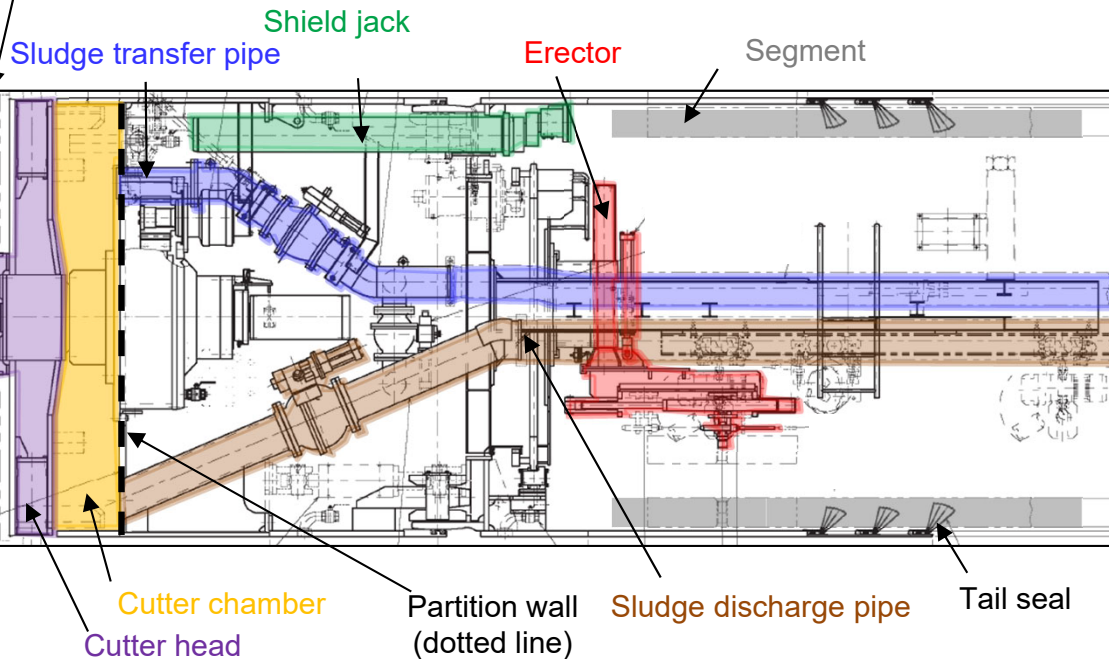 Shield jack
Sludge transfer pipe
Erector
Segment
Cutter chamber
Partition wall
(dotted line)
Sludge discharge pipe
Tail seal
Cutter head